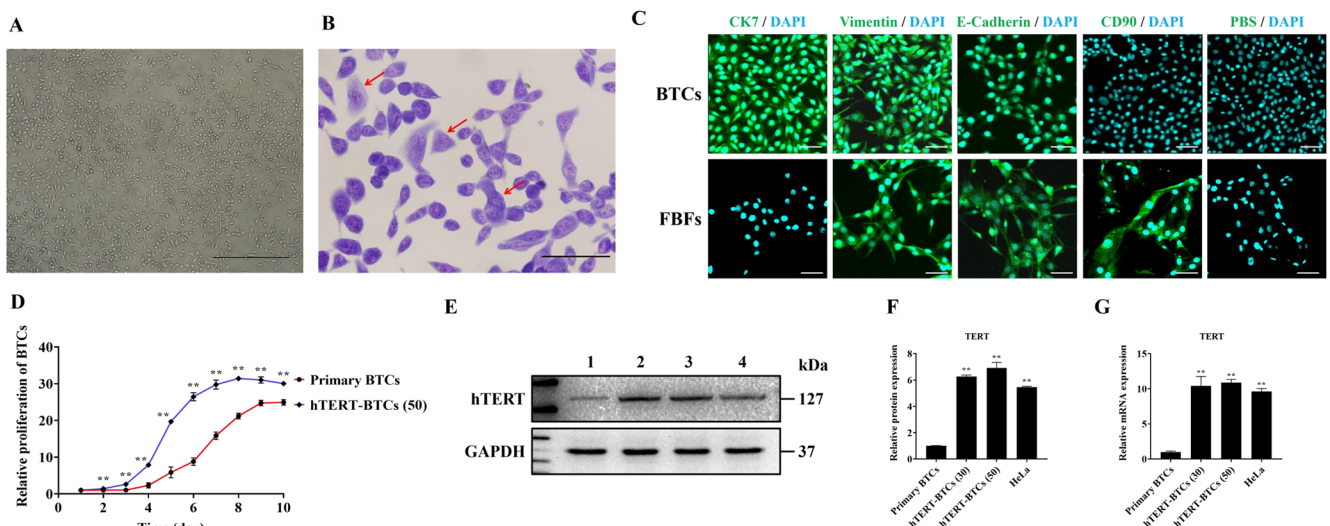 A
B
C
CK7 / DAPI
Vimentin / DAPI
E-Cadherin / DAPI
CD90 / DAPI
PBS / DAPI
BTCs
FBFs
D
Relative proliferation of BTCs
40
30
20
10
0
0
2
4
6
8
10
**
**
**
**
**
**
**
**
**
Primary BTCs
hTERT-BTCs (50)
E
1
2
3
4
kDa
hTERT
127
GAPDH
37
F
TERT
Relative protein expression
8
6
4
2
0
**
**
**
Primary BTCs
hTERT-BTCs (30)
hTERT-BTCs (50)
HeLa
G
TERT
Relative mRNA expression
15
10
5
0
**
**
**
Primary BTCs
hTERT-BTCs (30)
hTERT-BTCs (50)
HeLa